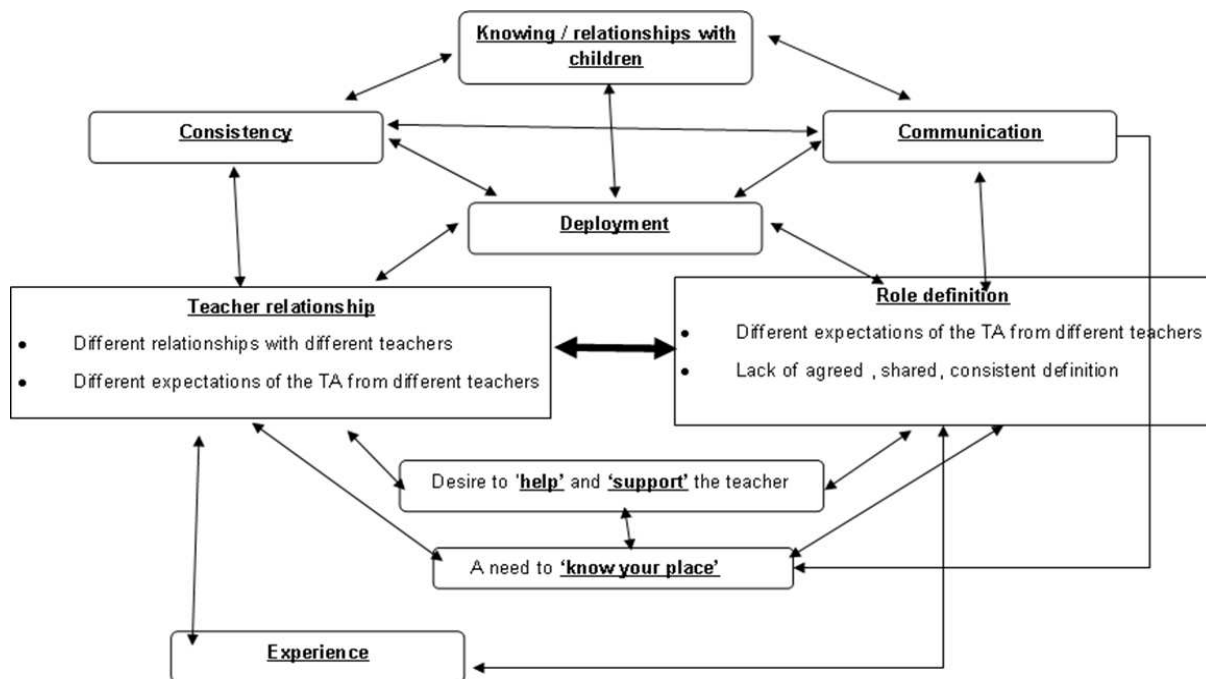 Knowing / relationships with
children
Consistency
Communication
Deployment
Teacher relationship
• Different relationships with different teachers
• Different expectations of the TA from different teachers
Role definition
• Different expectations of the TA from different teachers
• Lack of agreed , shared, consistent definition
Desire to 'help' and ‘support’ the teacher
A need to ‘know your place’
Experience